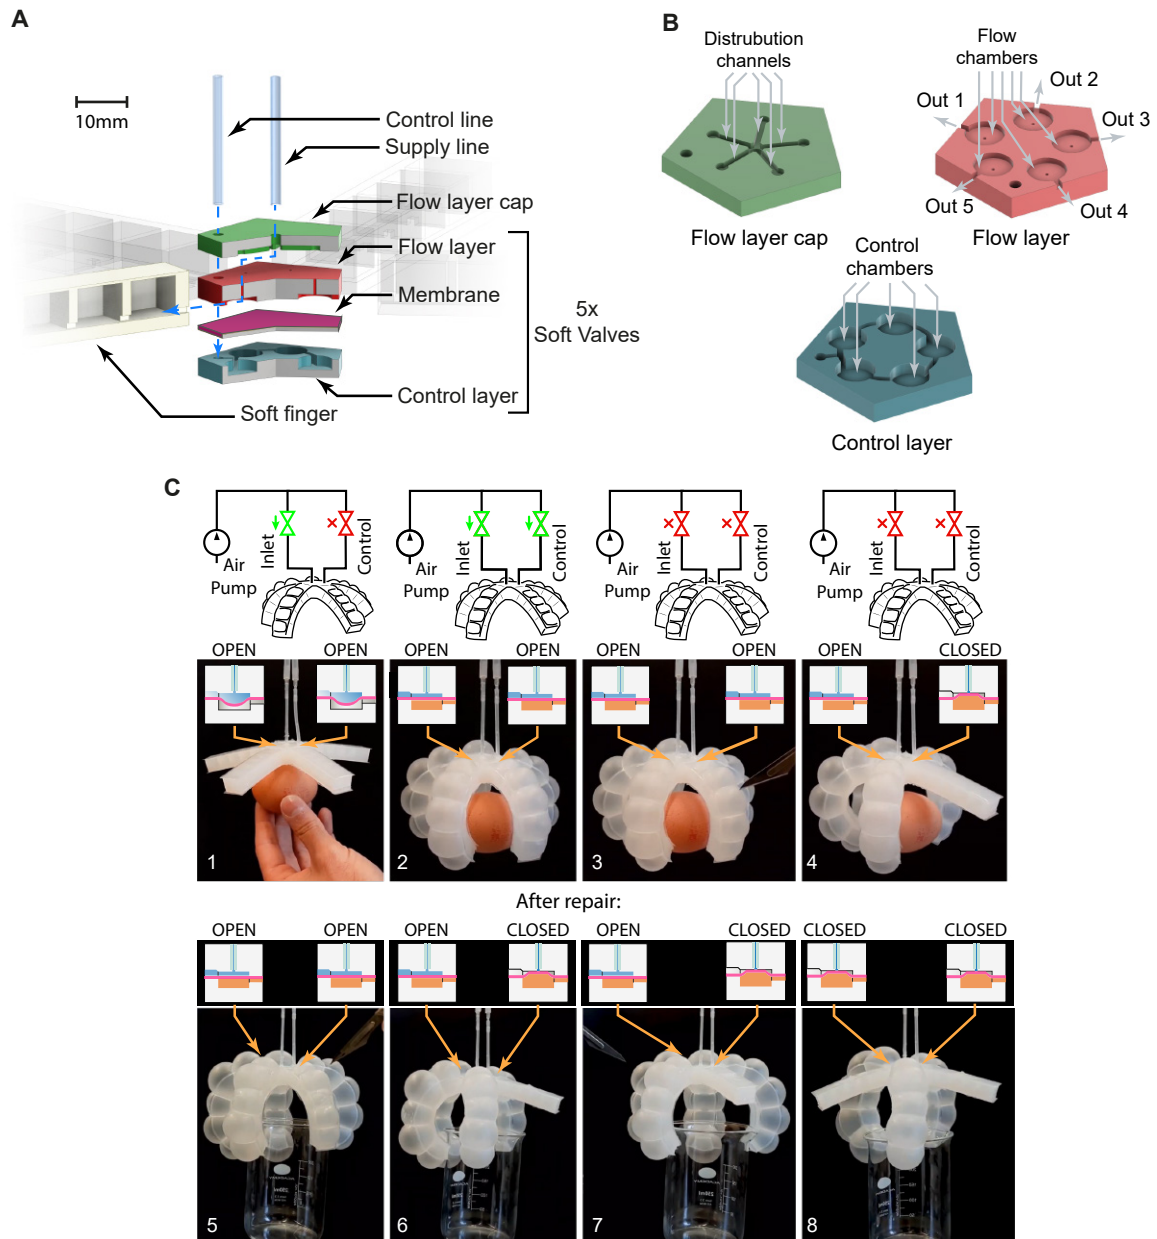 A
10mm
Control line
Supply line
Flow layer cap
Flow layer
Membrane
5x
Soft Valves
Control layer
Soft finger
B
Distrubution
channels
Flow
chambers
Out 1
Out 2
Out 3
Out 4
Out 5
Flow layer cap
Flow layer
Control
chambers
Control layer
C
Air
Pump
Inlet
Control
Air
Pump
Inlet
Control
Air
Pump
Inlet
Control
Air
Pump
Inlet
Control
OPEN OPEN OPEN OPEN OPEN OPEN OPEN CLOSED
1 2 3 4
After repair:
OPEN OPEN OPEN CLOSED OPEN CLOSED CLOSED CLOSED
5 6 7 8